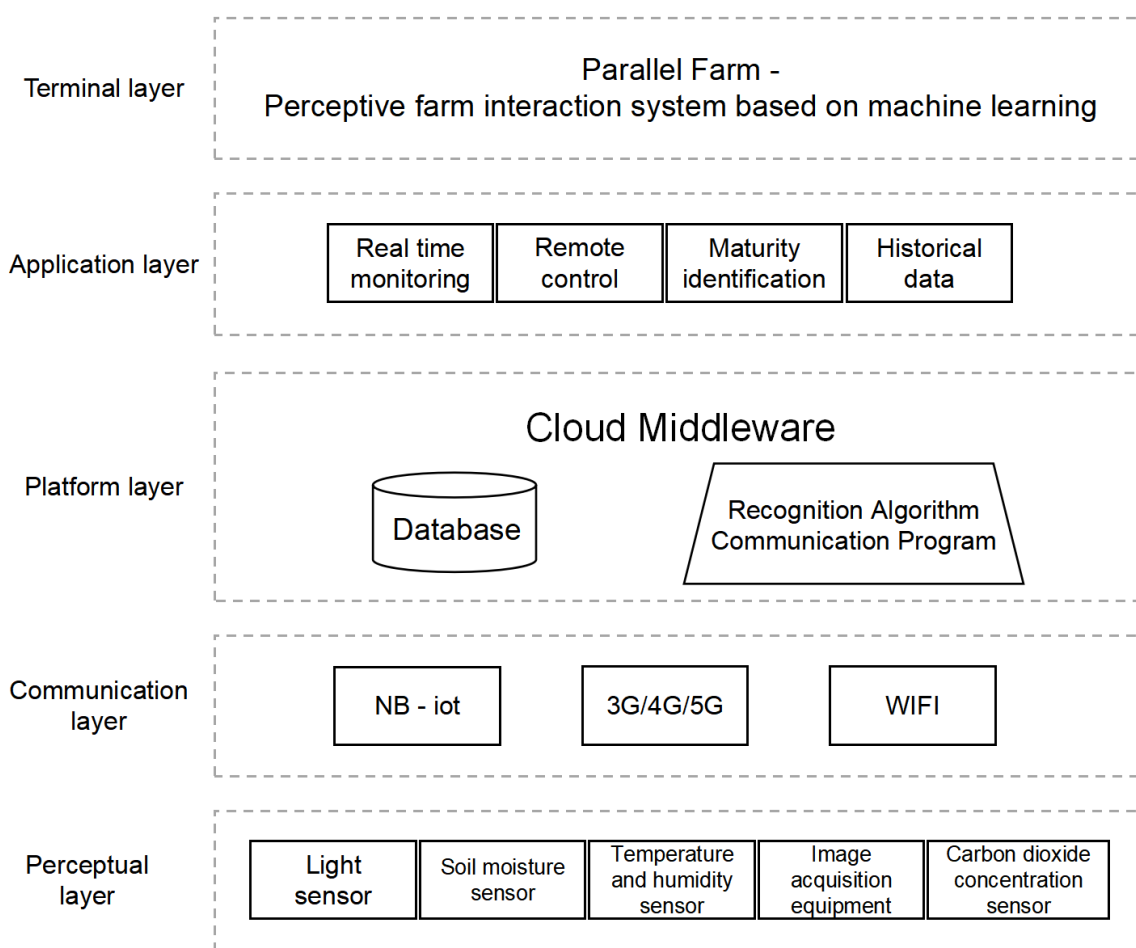 Terminal layer
Parallel Farm -
Perceptive farm interaction system based on machine learning
Application layer
Real time
monitoring
Remote
control
Maturity
identification
Historical
data
Platform layer
Cloud Middleware
Database
Recognition Algorithm
Communication Program
Communication
layer
NB - iot
3G/4G/5G
WIFI
Perceptual
layer
Light
sensor
Soil moisture
sensor
Temperature
and humidity
sensor
Image
acquisition
equipment
Carbon dioxide
concentration
sensor